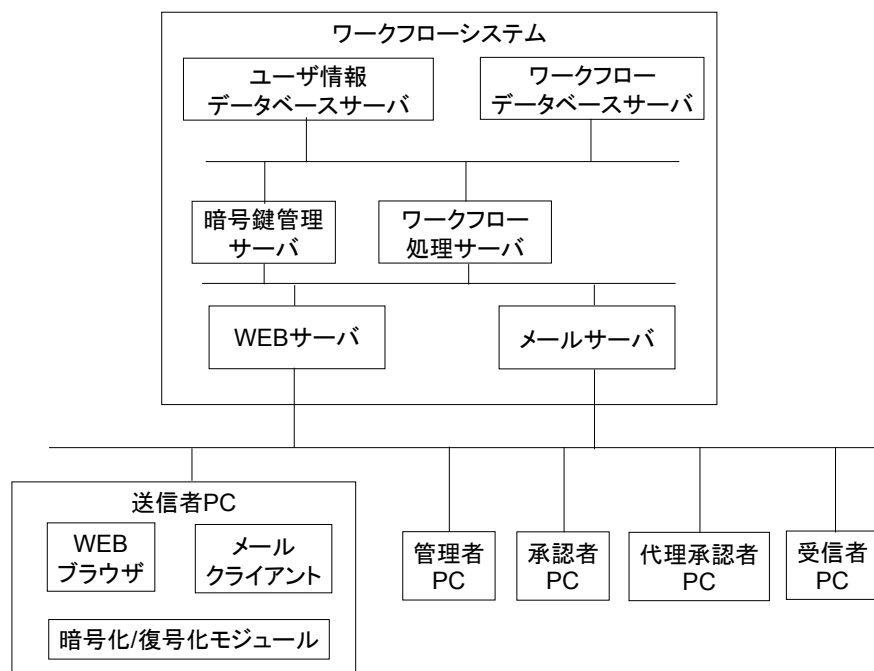 ワークフローシステム
ユーザ情報
データベースサーバ
ワークフロー
データベースサーバ
暗号鍵管理
サーバ
ワークフロー
処理サーバ
WEBサーバ
メールサーバ
送信者PC
WEB
ブラウザ
メール
クライアント
暗号化/復号化モジュール
管理者
PC
承認者
PC
代理承認者
PC
受信者
PC